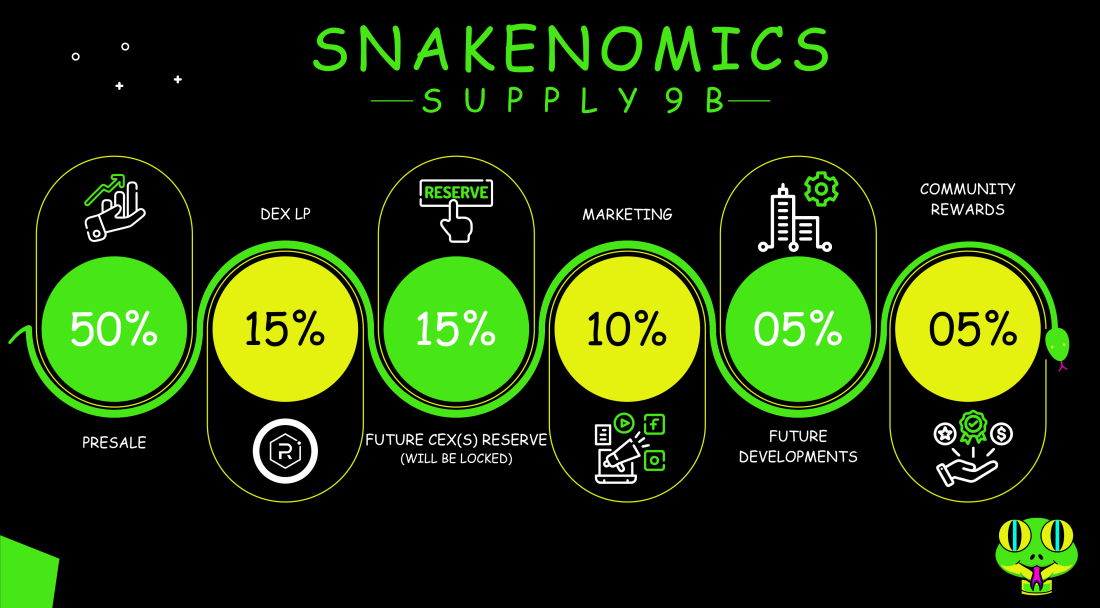 SNAKENOMICS
SUPPLY 9B
50%
PRESALE
DEX LP
15%
RESERVE
15%
FUTURE CEX(S) RESERVE
(WILL BE LOCKED)
MARKETING
10%
05%
FUTURE
DEVELOPMENTS
COMMUNITY
REWARDS
05%